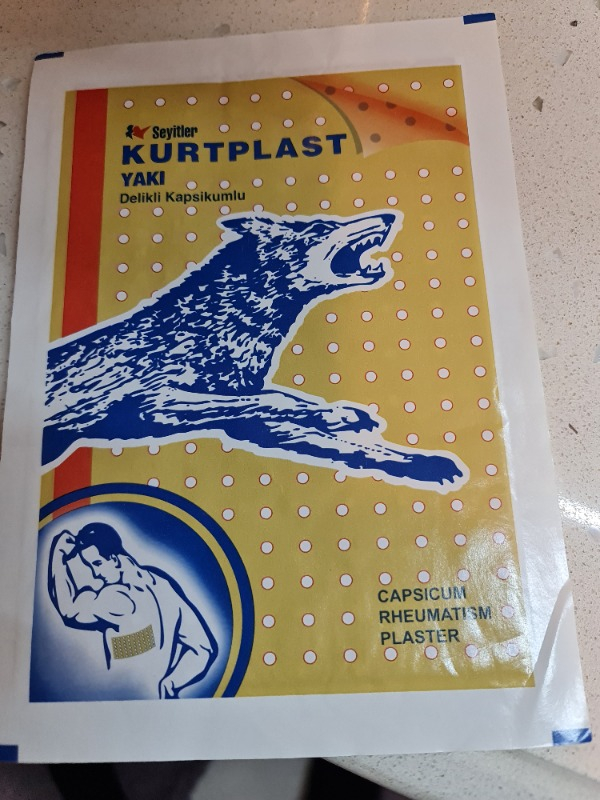 Seyitler
KURTPLAST
YAKI
Delikli Kapsikumlu
CAPSICUM
RHEUMATISM
PLASTER